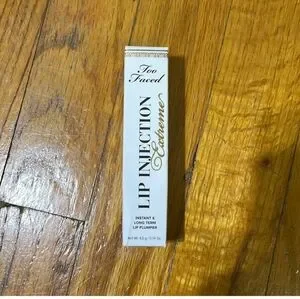 Too
Faced
LIP INJECTION
Extreme
INSTANT &
LONG TERM
LIP PLUMPER